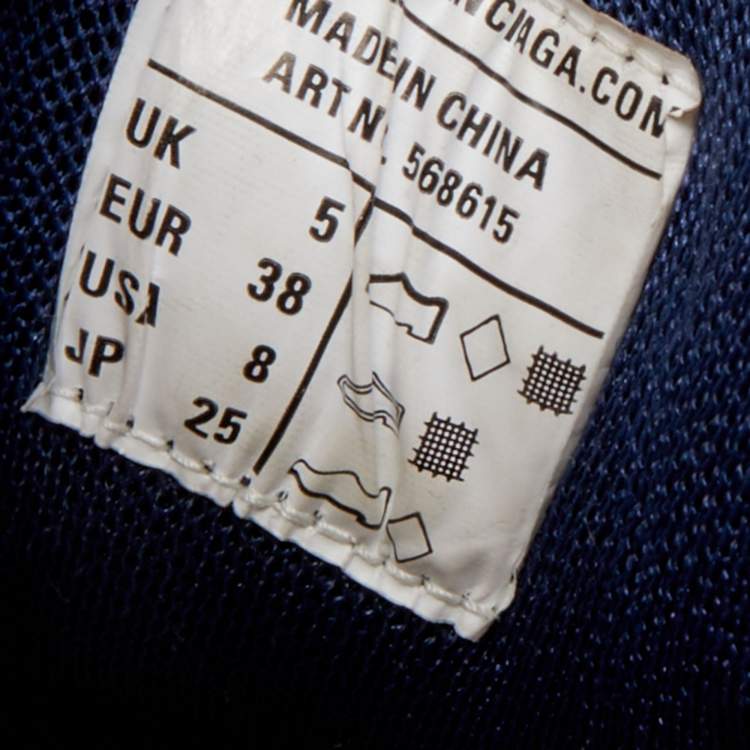 NCIAGA.COM
MADE IN CHINA
ART N. 568615
UK 5
EUR 38
USA 8
JP 25